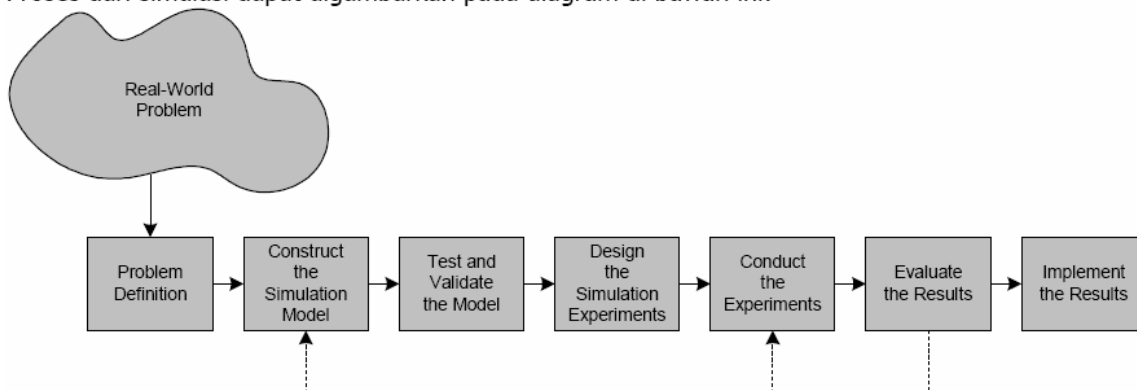 Proses dari simulasi dapat digambarkan pada diagram di bawah ini:
Real-World
Problem
Problem
Definition
Construct
the
Simulation
Model
Test and
Validate
the Model
Design
the
Simulation
Experiments
Conduct
the
Experiments
Evaluate
the Results
Implement
the Results